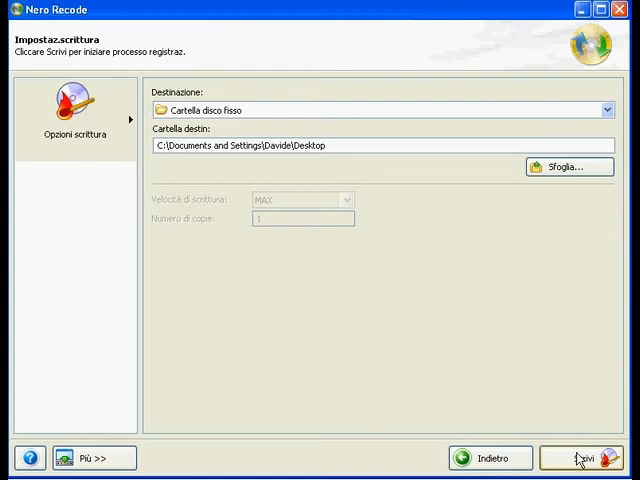 Nero Recode
Impostaz.scrittura
Cliccare Scrivi per iniziare processo registraz.
Opzioni scrittura
Destinazione:
Cartella disco fisso
Cartella destin:
C:\Documents and Settings\Davide\Desktop
Sfoglia...
Velocità di scrittura: MAX
Numero di copie: 1
Più >>
Indietro
Scrivi